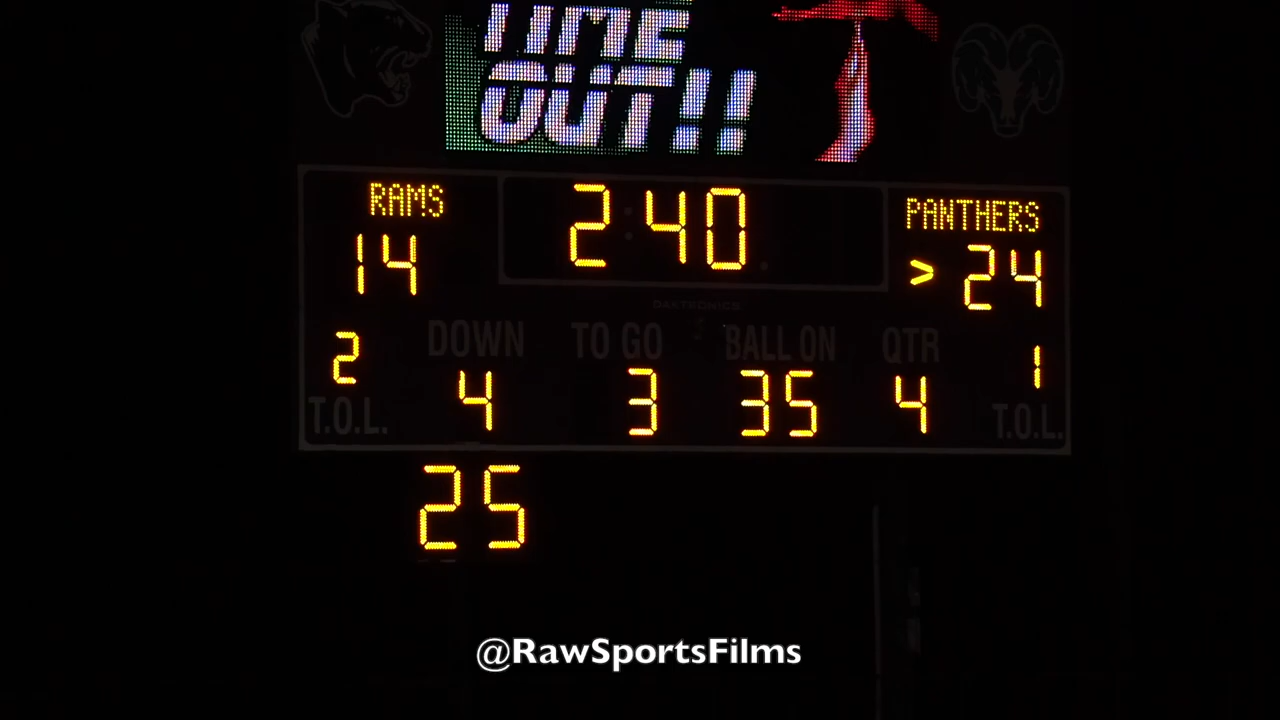 TIME
OUT!!
RAMS
14
2:40
PANTHERS
> 24
DAKTRONICS
2
T.O.L.
DOWN
4
TO GO
3
BALL ON
35
QTR
4
1
T.O.L.
25
@RawSportsFilms